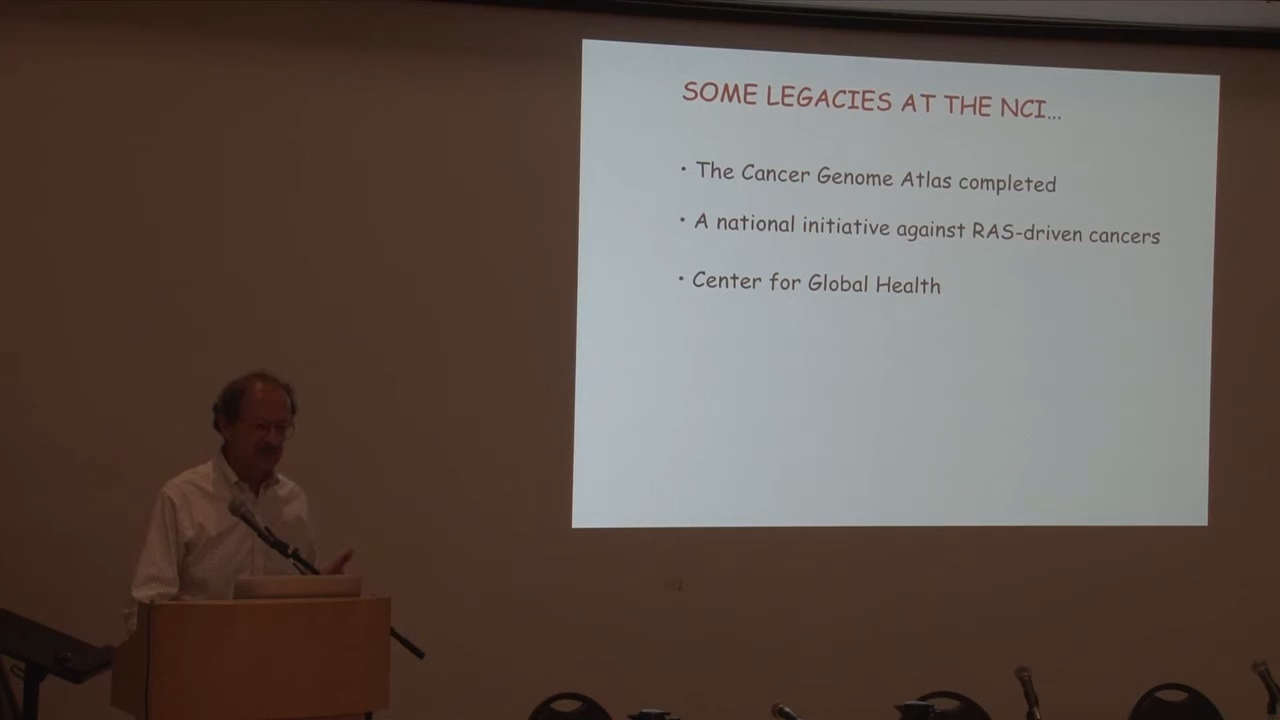 SOME LEGACIES AT THE NCI...
• The Cancer Genome Atlas completed
• A national initiative against RAS-driven cancers
• Center for Global Health